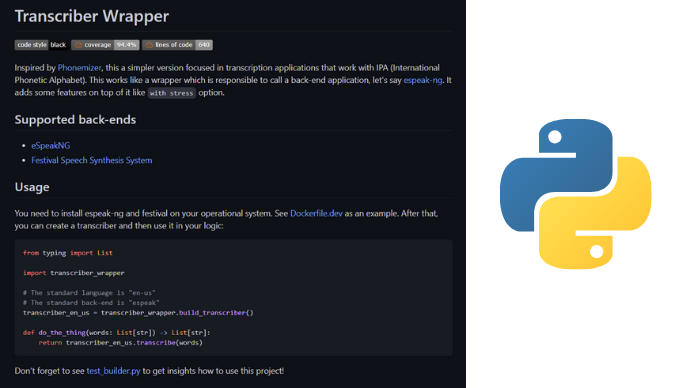 Transcriber Wrapper
code style black coverage 94.4% lines of code 640
Inspired by Phonemizer, this a simpler version focused in transcription applications that work with IPA (International
Phonetic Alphabet). This works like a wrapper which is responsible to call a back-end application, let's say espeak-ng. It
adds some features on top of it like with stress option.
Supported back-ends
• eSpeakNG
• Festival Speech Synthesis System
Usage
You need to install espeak-ng and festival on your operational system. See Dockerfile.dev as an example. After that,
you can create a transcriber and then use it in your logic:
from typing import List
import transcriber_wrapper
# The standard language is "en-us"
# The standard back-end is "espeak"
transcriber_en_us = transcriber_wrapper.build_transcriber()
def do_the_thing(words: List[str]) -> List[str]:
    return transcriber_en_us.transcribe(words)
Don't forget to see test_builder.py to get insights how to use this project!